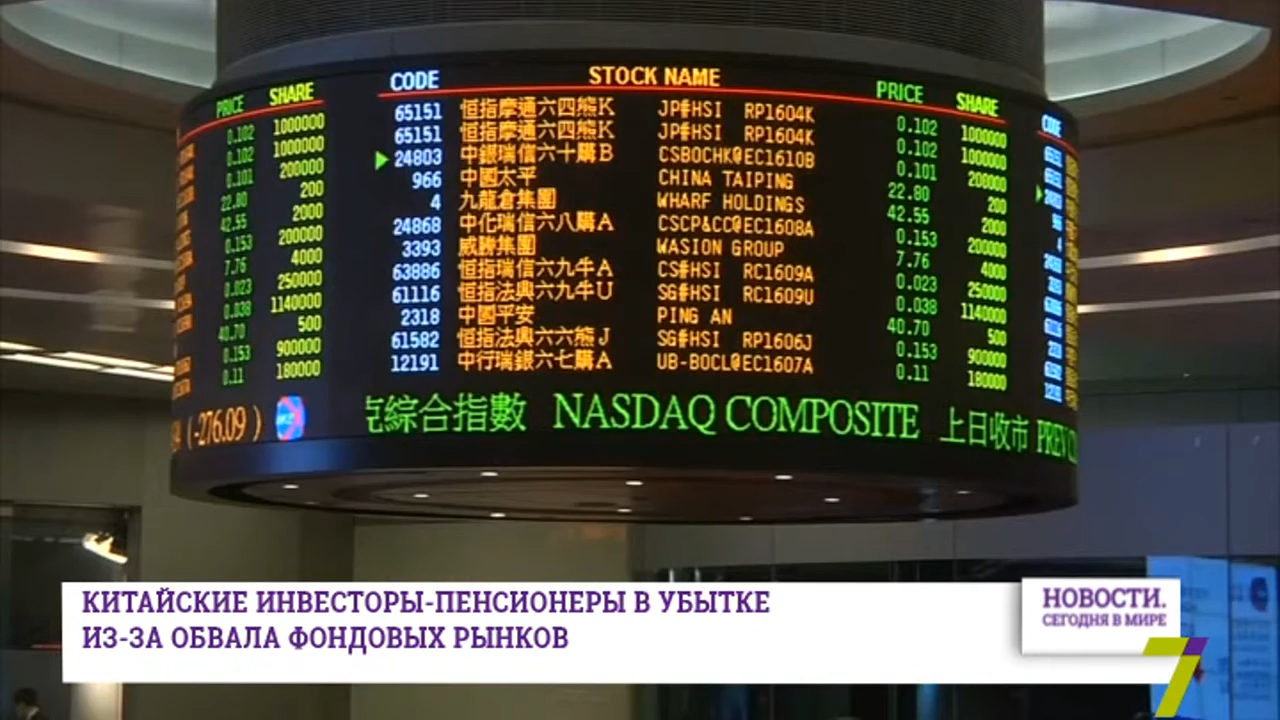 PRICE SHARE
0.102 1000000
0.102 1000000
0.101 200000
22.80 200
42.55 2000
0.153 200000
7.76 4000
0.023 250000
0.038 1140000
40.70 500
0.153 900000
0.11 180000
CODE STOCK NAME PRICE SHARE CODE
65151 恒指摩通六四熊K JP#HSI RP1604K 0.102 1000000
65151 恒指摩通六四熊K JP#HSI RP1604K 0.102 1000000
24803 中銀瑞信六十購B CSBOCHK@EC1610B 0.101 200000
966 中國太平 CHINA TAIPING 22.80 200
4 九龍倉集團 WHARF HOLDINGS 42.55 2000
24868 中化瑞信六八購A CSCP&CC@EC1608A 0.153 200000
3393 威勝集團 WASION GROUP 7.76 4000
63886 恒指瑞信六九牛A CS#HSI RC1609A 0.023 250000
61116 恒指法興六九牛U SG#HSI RC1609U 0.038 1140000
2318 中國平安 PING AN 40.70 500
61582 恒指法興六六熊J SG#HSI RP1606J 0.153 900000
12191 中行瑞銀六七購A UB-BOCL@EC1607A 0.11 180000
(-276.09) 綜合指數 NASDAQ COMPOSITE 上日收市
КИТАЙСКИЕ ИНВЕСТОРЫ-ПЕНСИОНЕРЫ В УБЫТКЕ
ИЗ-ЗА ОБВАЛА ФОНДОВЫХ РЫНКОВ
НОВОСТИ.
СЕГОДНЯ В МИРЕ
7